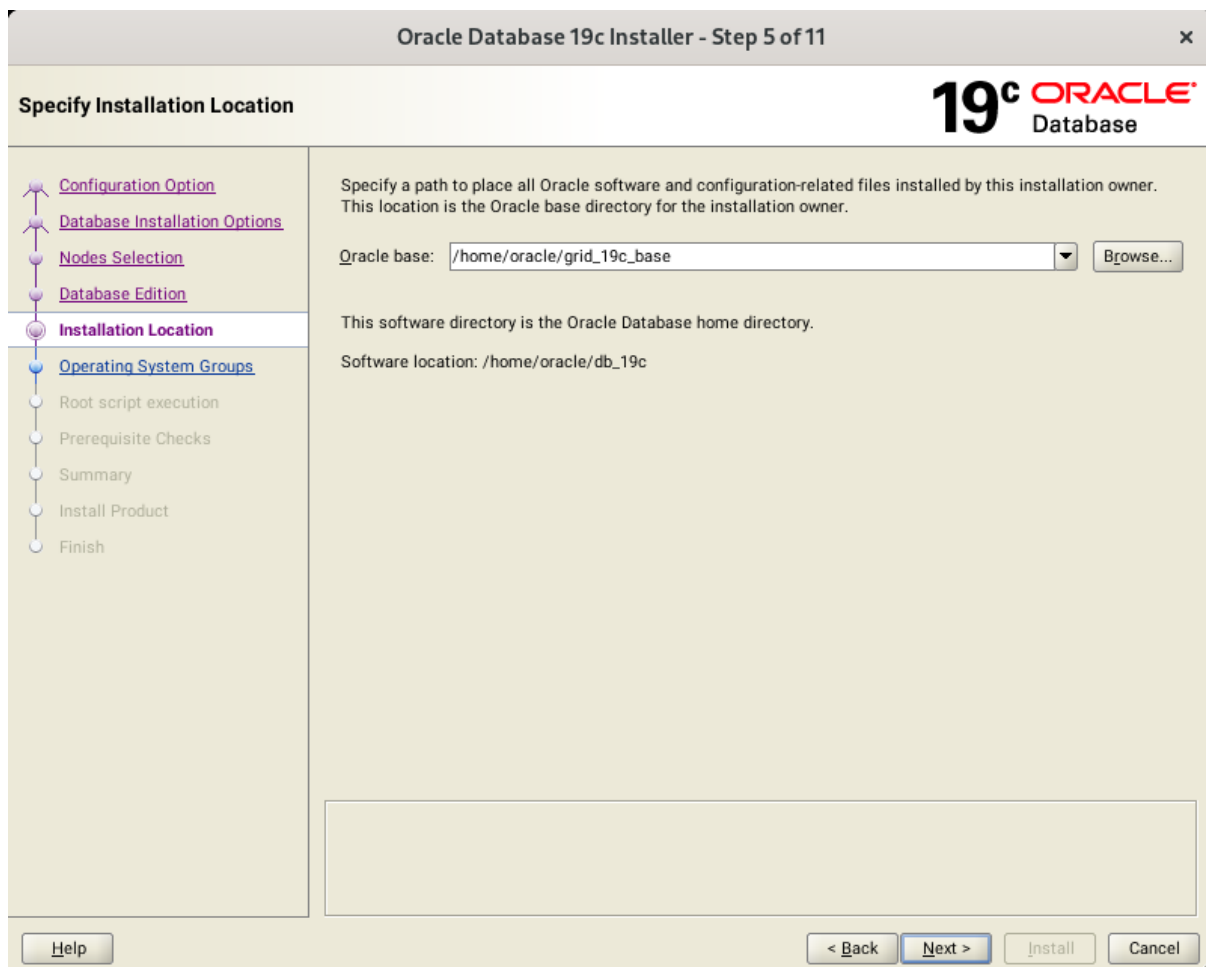 Oracle Database 19c Installer - Step 5 of 11
×
Specify Installation Location
19c ORACLE
Database
Configuration Option
Database Installation Options
Nodes Selection
Database Edition
Installation Location
Operating System Groups
Root script execution
Prerequisite Checks
Summary
Install Product
Finish
Specify a path to place all Oracle software and configuration-related files installed by this installation owner.
This location is the Oracle base directory for the installation owner.
Oracle base: /home/oracle/grid_19c_base Browse...
This software directory is the Oracle Database home directory.
Software location: /home/oracle/db_19c
Help < Back Next > Install Cancel